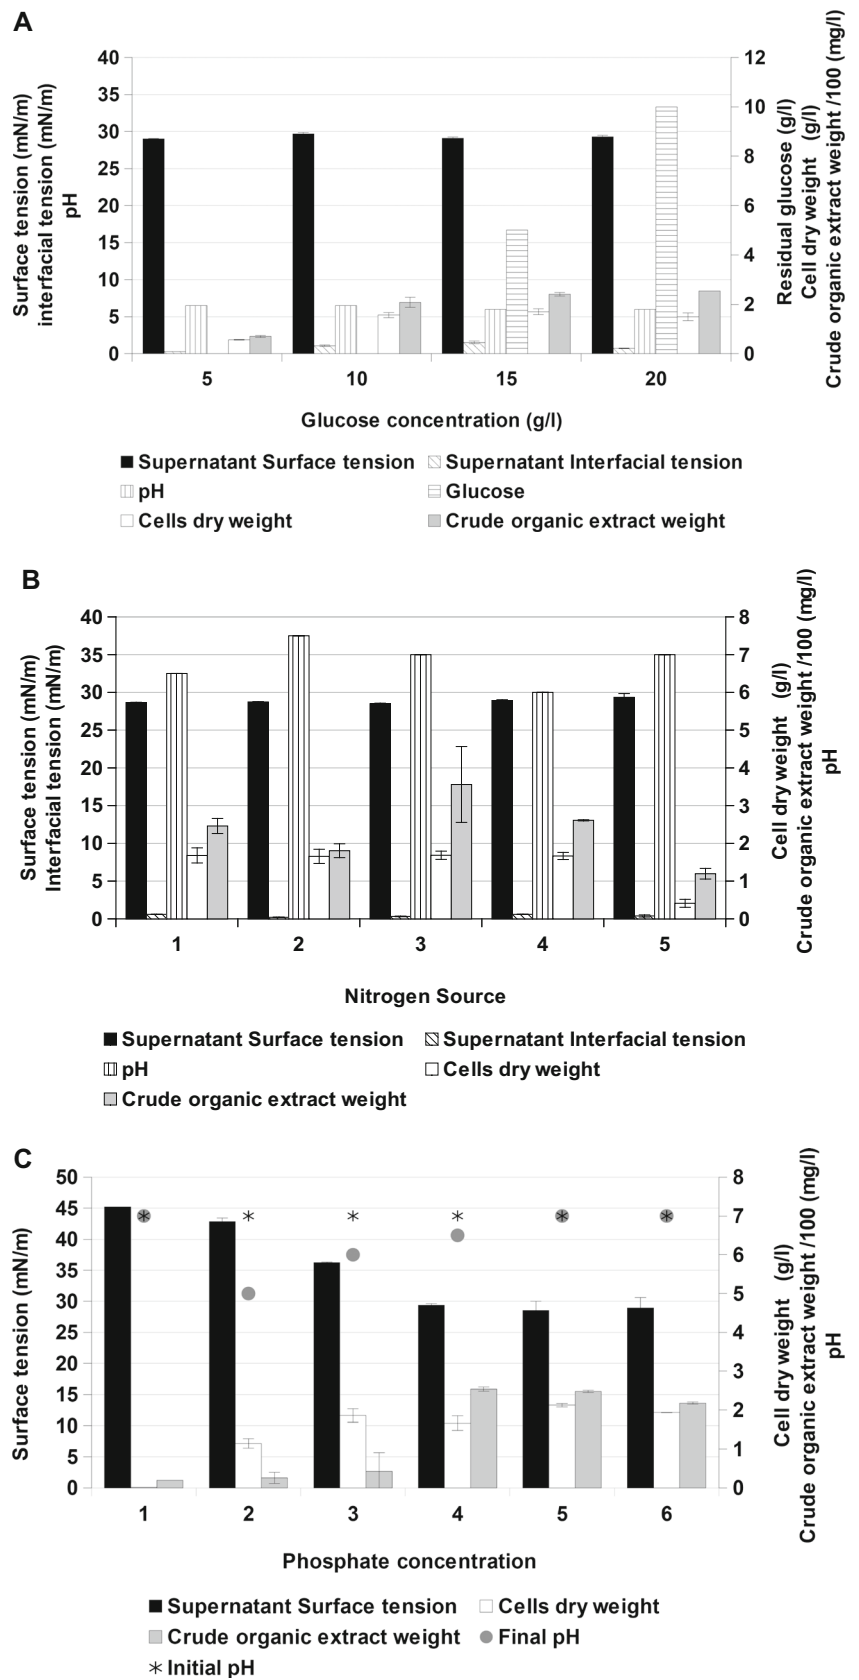 A
Surface tension (mN/m)
interfacial tension (mN/m)
pH
40
35
30
25
20
15
10
5
0
12
10
8
6
4
2
0
Residual glucose (g/l)
Cell dry weight (g/l)
Crude organic extract weight /100 (mg/l)
5 10 15 20
Glucose concentration (g/l)
Supernatant Surface tension Supernatant Interfacial tension
pH Glucose
Cells dry weight Crude organic extract weight
B
Surface tension (mN/m)
Interfacial tension (mN/m)
40
35
30
25
20
15
10
5
0
8
7
6
5
4
3
2
1
0
Cell dry weight (g/l)
Crude organic extract weight /100 (mg/l)
pH
1 2 3 4 5
Nitrogen Source
Supernatant Surface tension Supernatant Interfacial tension
pH Cells dry weight
Crude organic extract weight
C
Surface tension (mN/m)
50
45
40
35
30
25
20
15
10
5
0
8
7
6
5
4
3
2
1
0
Cell dry weight (g/l)
Crude organic extract weight /100 (mg/l)
pH
1 2 3 4 5 6
Phosphate concentration
Supernatant Surface tension Cells dry weight
Crude organic extract weight Final pH
Initial pH